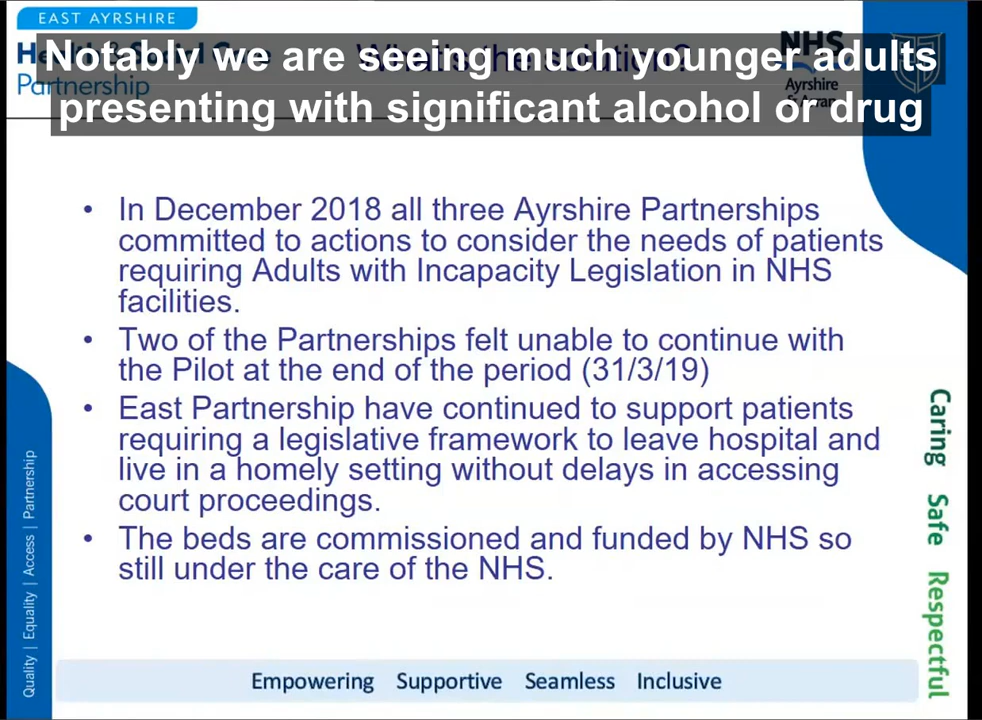 EAST AYRSHIRE
Health & Social Care
Partnership
What's the solution?
NHS
Ayrshire
& Arran
Notably we are seeing much younger adults
presenting with significant alcohol or drug
• In December 2018 all three Ayrshire Partnerships
committed to actions to consider the needs of patients
requiring Adults with Incapacity Legislation in NHS
facilities.
• Two of the Partnerships felt unable to continue with
the Pilot at the end of the period (31/3/19)
• East Partnership have continued to support patients
requiring a legislative framework to leave hospital and
live in a homely setting without delays in accessing
court proceedings.
• The beds are commissioned and funded by NHS so
still under the care of the NHS.
Quality | Equality | Access | Partnership
Caring Safe Respectful
Empowering Supportive Seamless Inclusive